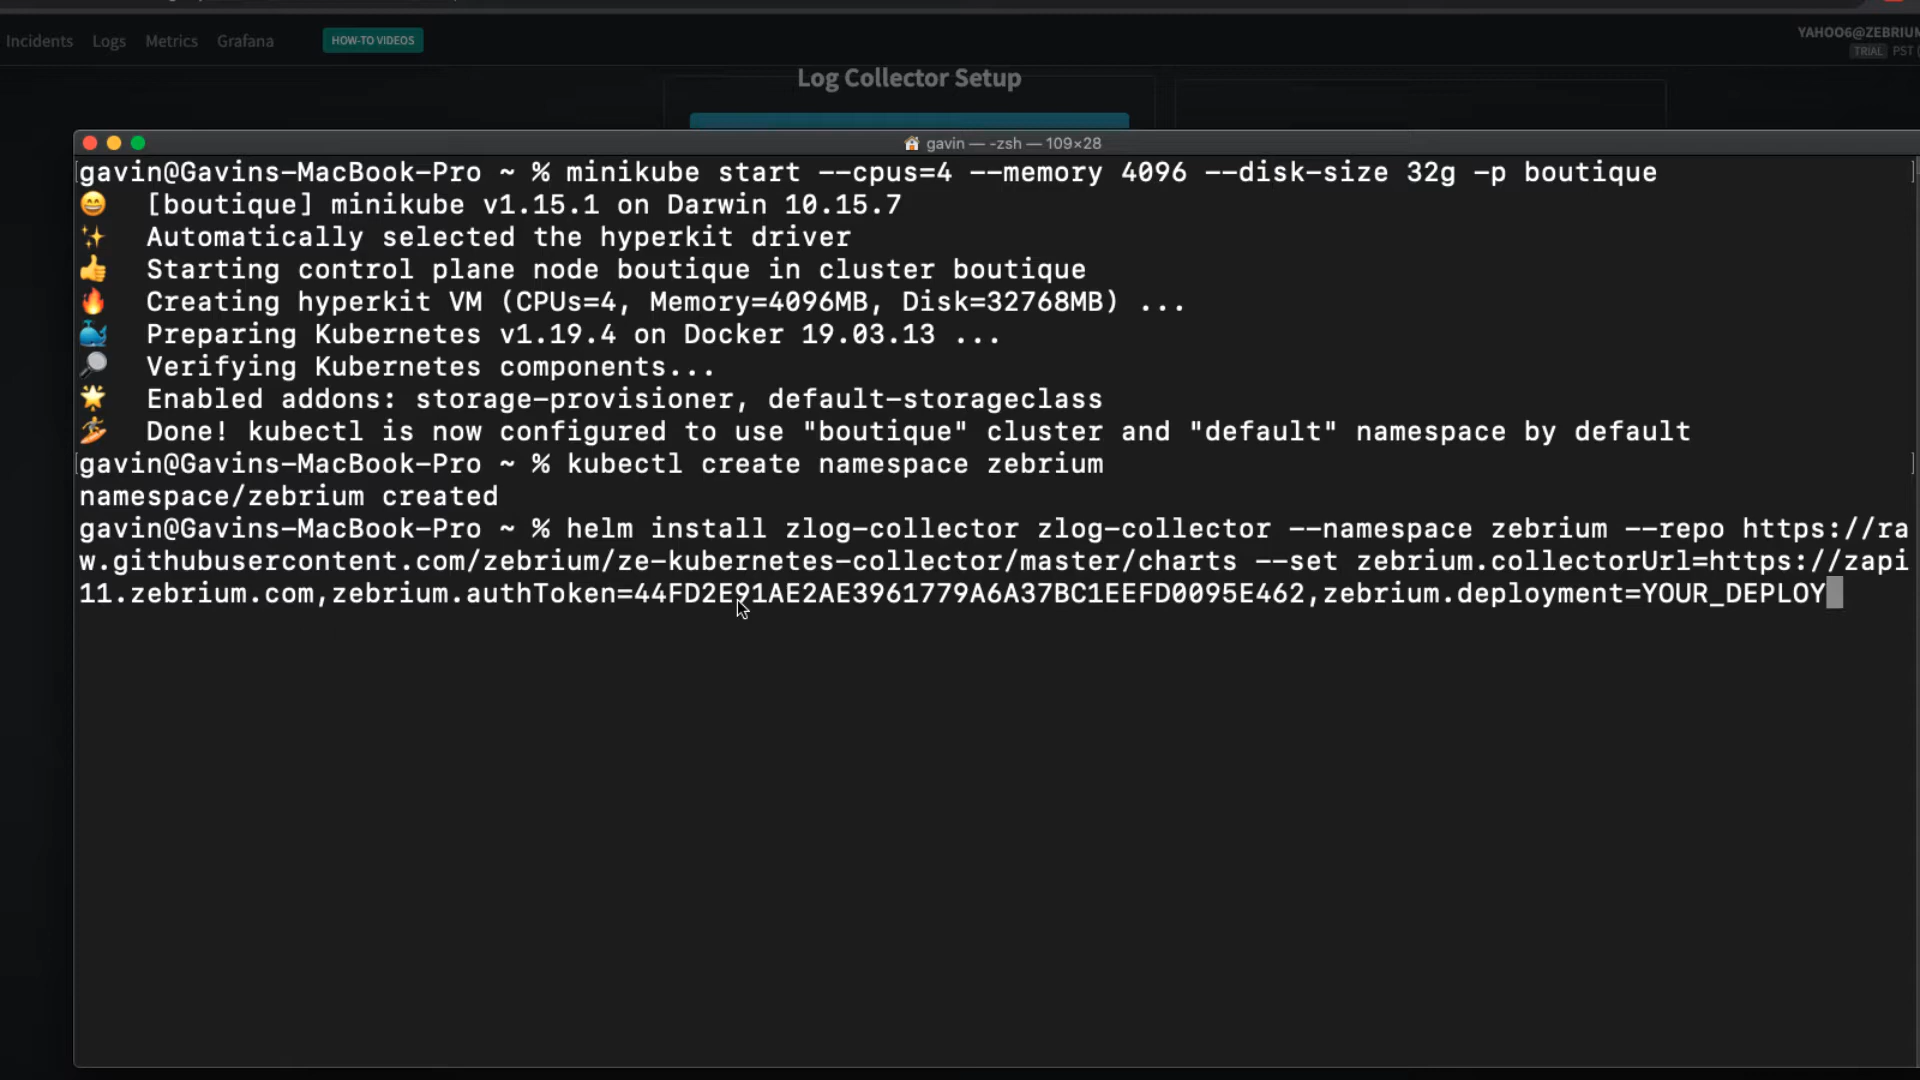 Incidents Logs Metrics Grafana HOW-TO VIDEOS
YAHOO6@ZEBRIUM
TRIAL PST
Log Collector Setup
gavin — -zsh — 109×28
gavin@Gavins-MacBook-Pro ~ % minikube start --cpus=4 --memory 4096 --disk-size 32g -p boutique
😄 [boutique] minikube v1.15.1 on Darwin 10.15.7
✨ Automatically selected the hyperkit driver
👍 Starting control plane node boutique in cluster boutique
🔥 Creating hyperkit VM (CPUs=4, Memory=4096MB, Disk=32768MB) ...
🐳 Preparing Kubernetes v1.19.4 on Docker 19.03.13 ...
🔎 Verifying Kubernetes components...
🌟 Enabled addons: storage-provisioner, default-storageclass
🏄 Done! kubectl is now configured to use "boutique" cluster and "default" namespace by default
gavin@Gavins-MacBook-Pro ~ % kubectl create namespace zebrium
namespace/zebrium created
gavin@Gavins-MacBook-Pro ~ % helm install zlog-collector zlog-collector --namespace zebrium --repo https://ra
w.githubusercontent.com/zebrium/ze-kubernetes-collector/master/charts --set zebrium.collectorUrl=https://zapi
11.zebrium.com,zebrium.authToken=44FD2E91AE2AE3961779A6A37BC1EEFD0095E462,zebrium.deployment=YOUR_DEPLOY